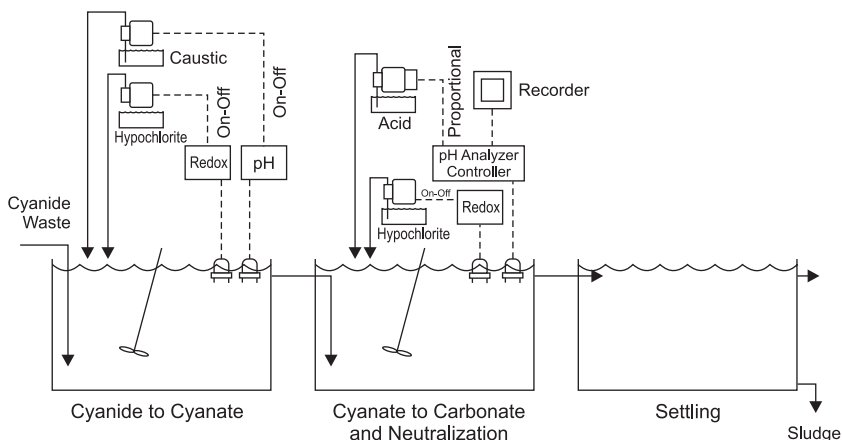 Caustic
On-Off
On-Off
Hypochlorite
Redox
pH
Cyanide
Waste
Cyanide to Cyanate
Proportional
Recorder
Acid
pH Analyzer
Controller
On-Off
Redox
Hypochlorite
Cyanate to Carbonate
and Neutralization
Settling
Sludge